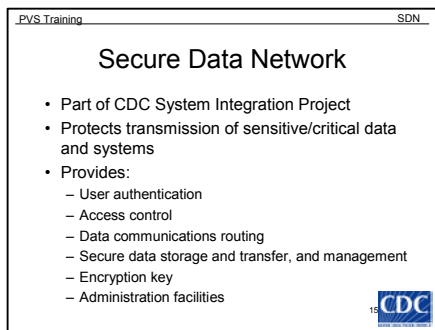 PVS Training SDN
Secure Data Network
• Part of CDC System Integration Project
• Protects transmission of sensitive/critical data
and systems
• Provides:
– User authentication
– Access control
– Data communications routing
– Secure data storage and transfer, and management
– Encryption key
– Administration facilities
15
CDC